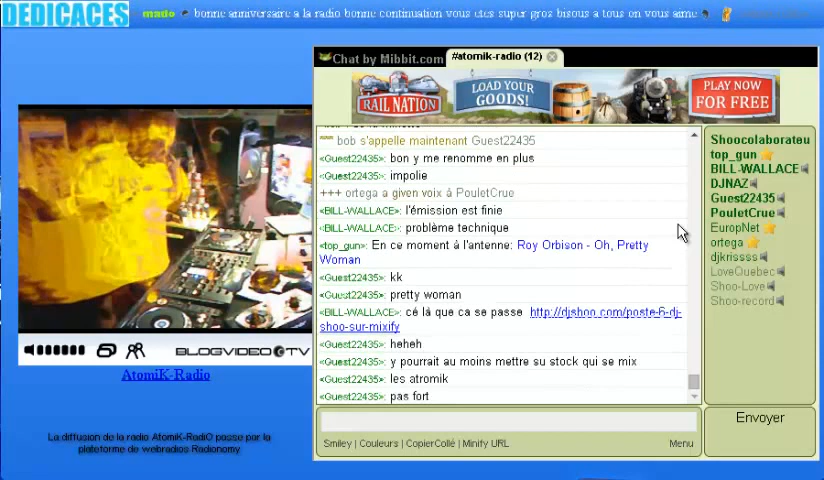 DEDICACES
mado bonne anniversaire a la radio bonne continuation vous etes super gros bisous a tous on vous aime
Chat by Mibbit.com #atomik-radio (12)
RAIL NATION
LOAD YOUR GOODS!
PLAY NOW FOR FREE
*** bob s'appelle maintenant Guest22435
<Guest22435>: bon y me renomme en plus
<Guest22435>: impolie
+++ ortega a given voix à PouletCrue
<BILL-WALLACE>: l'émission est finie
<BILL-WALLACE>: problème technique
<top_gun>: En ce moment à l'antenne: Roy Orbison - Oh, Pretty
Woman
<Guest22435>: kk
<Guest22435>: pretty woman
<BILL-WALLACE>: cé là que ca se passe http://djshoo.com/poste-6-dj-
shoo-sur-mixify
<Guest22435>: heheh
<Guest22435>: y pourrait au moins mettre su stock qui se mix
<Guest22435>: les atromik
<Guest22435>: pas fort
Shoocolaborateu
top_gun
BILL-WALLACE
DJNAZ
Guest22435
PouletCrue
EuropNet
ortega
djkrissss
LoveQuebec
Shoo-Love
Shoo-record
Envoyer
Smiley | Couleurs | CopierCollé | Minify URL
Menu
BLOGVIDEO TV
AtomiK-Radio
La diffusion de la radio AtomiK-RadiO passe par la
plateforme de webradios Radionomy